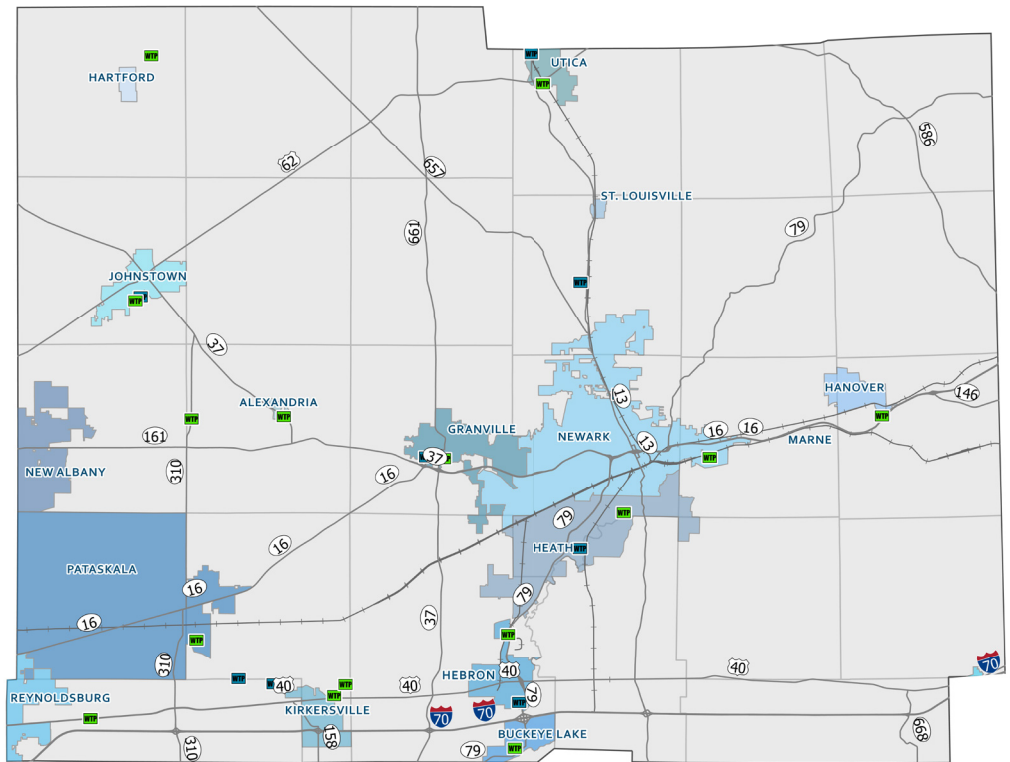 WTP
WTP
UTICA
HARTFORD
WTP
586
62
657
ST. LOUISVILLE
79
661
JOHNSTOWN
WTP
WTP
37
13
HANOVER
146
ALEXANDRIA
WTP
WTP
WTP
161
GRANVILLE
NEWARK
16
16
MARNE
13
37
WTP
NEW ALBANY
310
16
79
WTP
HEATH
WTP
16
PATASKALA
16
79
16
37
WTP
WTP
310
70
40
HEBRON
40
WTP
40
40
WTP
WTP
REYNOLDSBURG
79
WTP
KIRKERSVILLE
70
70
WTP
668
BUCKEYE LAKE
158
310
79
WTP